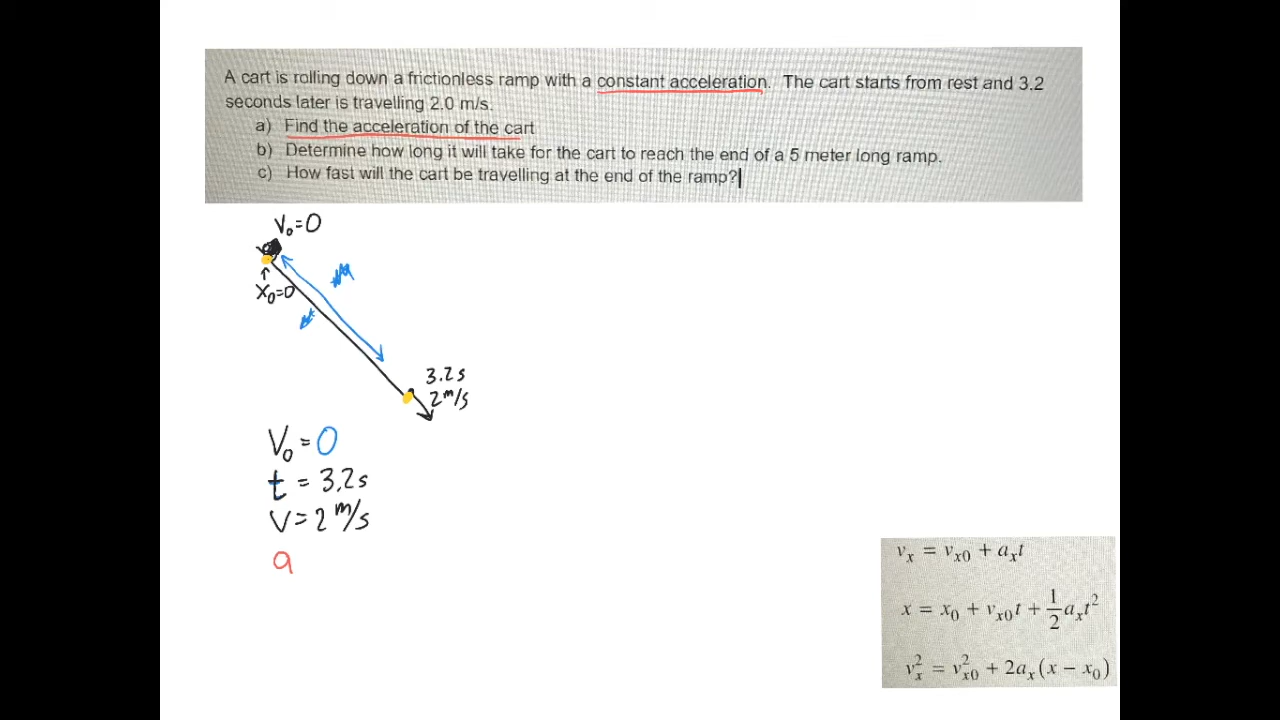 A cart is rolling down a frictionless ramp with a constant acceleration. The cart starts from rest and 3.2
seconds later is travelling 2.0 m/s.
a) Find the acceleration of the cart
b) Determine how long it will take for the cart to reach the end of a 5 meter long ramp.
c) How fast will the cart be travelling at the end of the ramp?
V₀=0
X₀=0
3.2s
2 m/s
V₀ = 0
t = 3.2s
V = 2 m/s
a
vₓ = vₓ₀ + aₓt
x = x₀ + vₓ₀t + 1/2 aₓt²
vₓ² = vₓ₀² + 2aₓ(x − x₀)